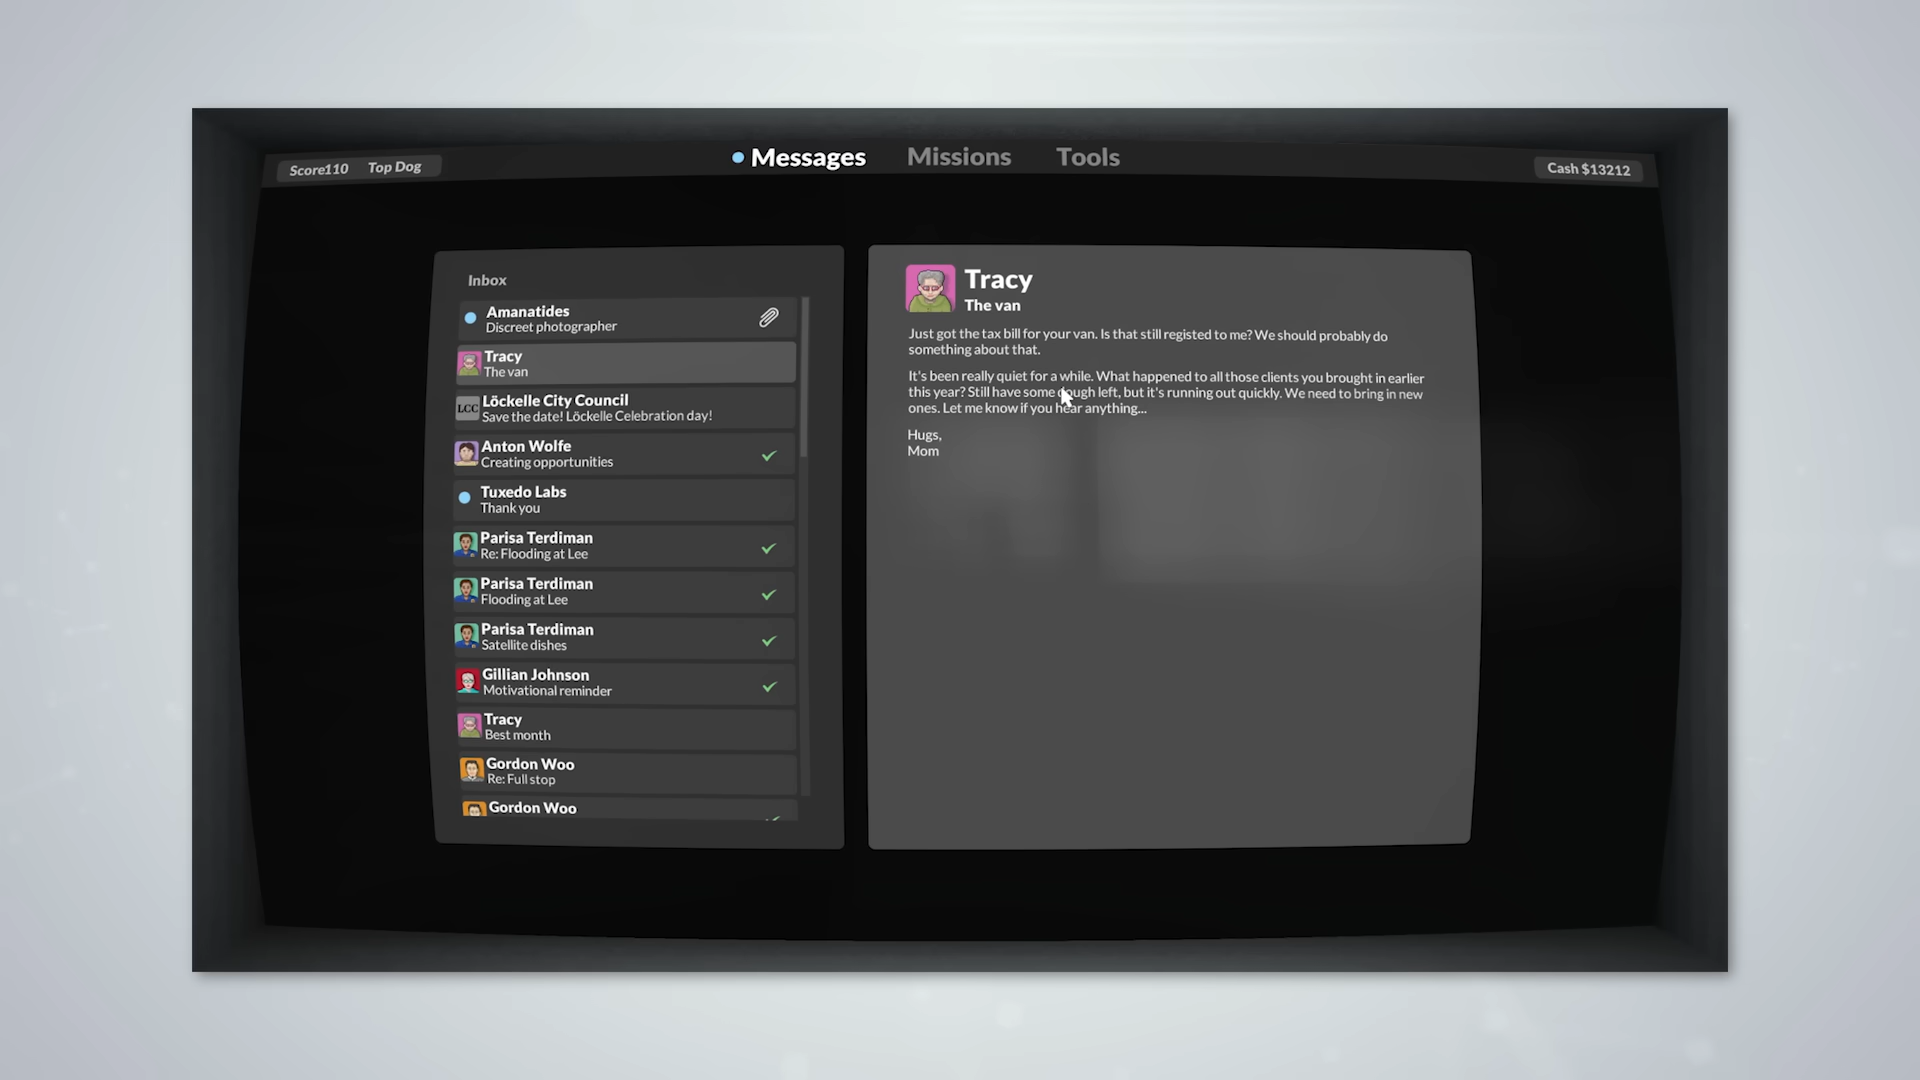 Score110 Top Dog
Messages Missions Tools
Cash $13212
Inbox
Amanatides
Discreet photographer
Tracy
The van
LCC
Löckelle City Council
Save the date! Löckelle Celebration day!
Anton Wolfe
Creating opportunities
Tuxedo Labs
Thank you
Parisa Terdiman
Re: Flooding at Lee
Parisa Terdiman
Flooding at Lee
Parisa Terdiman
Satellite dishes
Gillian Johnson
Motivational reminder
Tracy
Best month
Gordon Woo
Re: Full stop
Gordon Woo
Tracy
The van
Just got the tax bill for your van. Is that still registed to me? We should probably do
something about that.
It's been really quiet for a while. What happened to all those clients you brought in earlier
this year? Still have some dough left, but it's running out quickly. We need to bring in new
ones. Let me know if you hear anything...
Hugs,
Mom